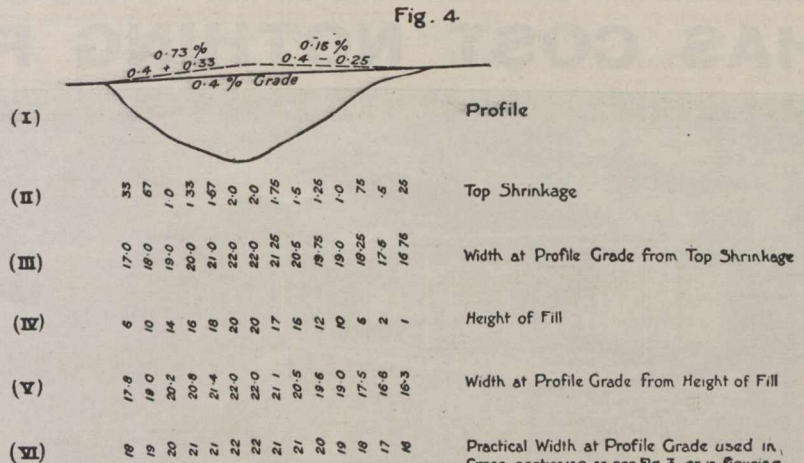 Fig. 4
0·73 % 0·15 %
0·4 + 0·33 0·4 - 0·25
0·4 % Grade
(I) Profile
(II) 33 67 1·0 1·33 1·67 2·0 2·0 1·75 1·5 1·25 1·0 75 ·5 25 Top Shrinkage
(III) 17·0 18·0 19·0 20·0 21·0 22·0 22·0 21·25 20·5 19·75 19·0 18·25 17·5 16·75 Width at Profile Grade from Top Shrinkage
(IV) 6 10 14 16 18 20 20 17 15 12 10 6 2 1 Height of Fill
(V) 17·8 19·0 20·2 20·8 21·4 22·0 22·0 21·1 20·5 19·6 19·0 17·5 16·6 16·3 Width at Profile Grade from Height of Fill
(VI) 18 19 20 21 21 22 22 21 21 20 19 18 17 16 Practical Width at Profile Grade used in